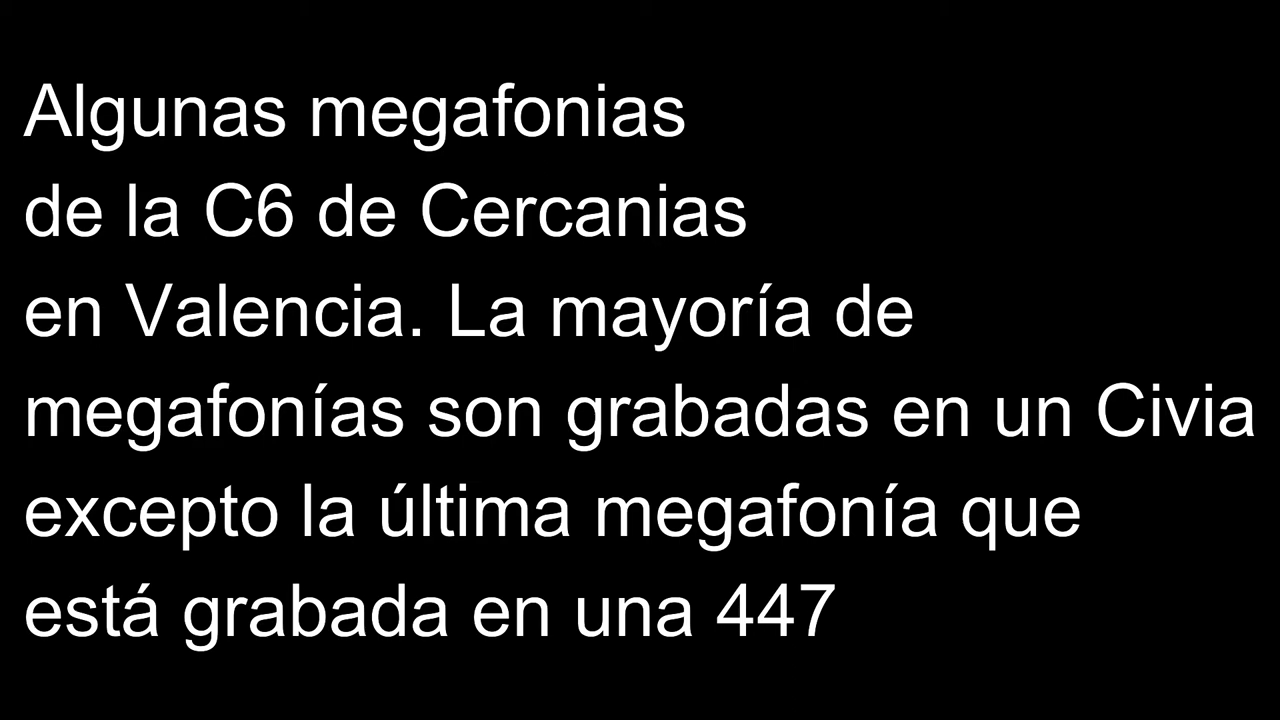 Algunas megafonias
de la C6 de Cercanias
en Valencia. La mayoría de
megafonías son grabadas en un Civia
excepto la última megafonía que
está grabada en una 447